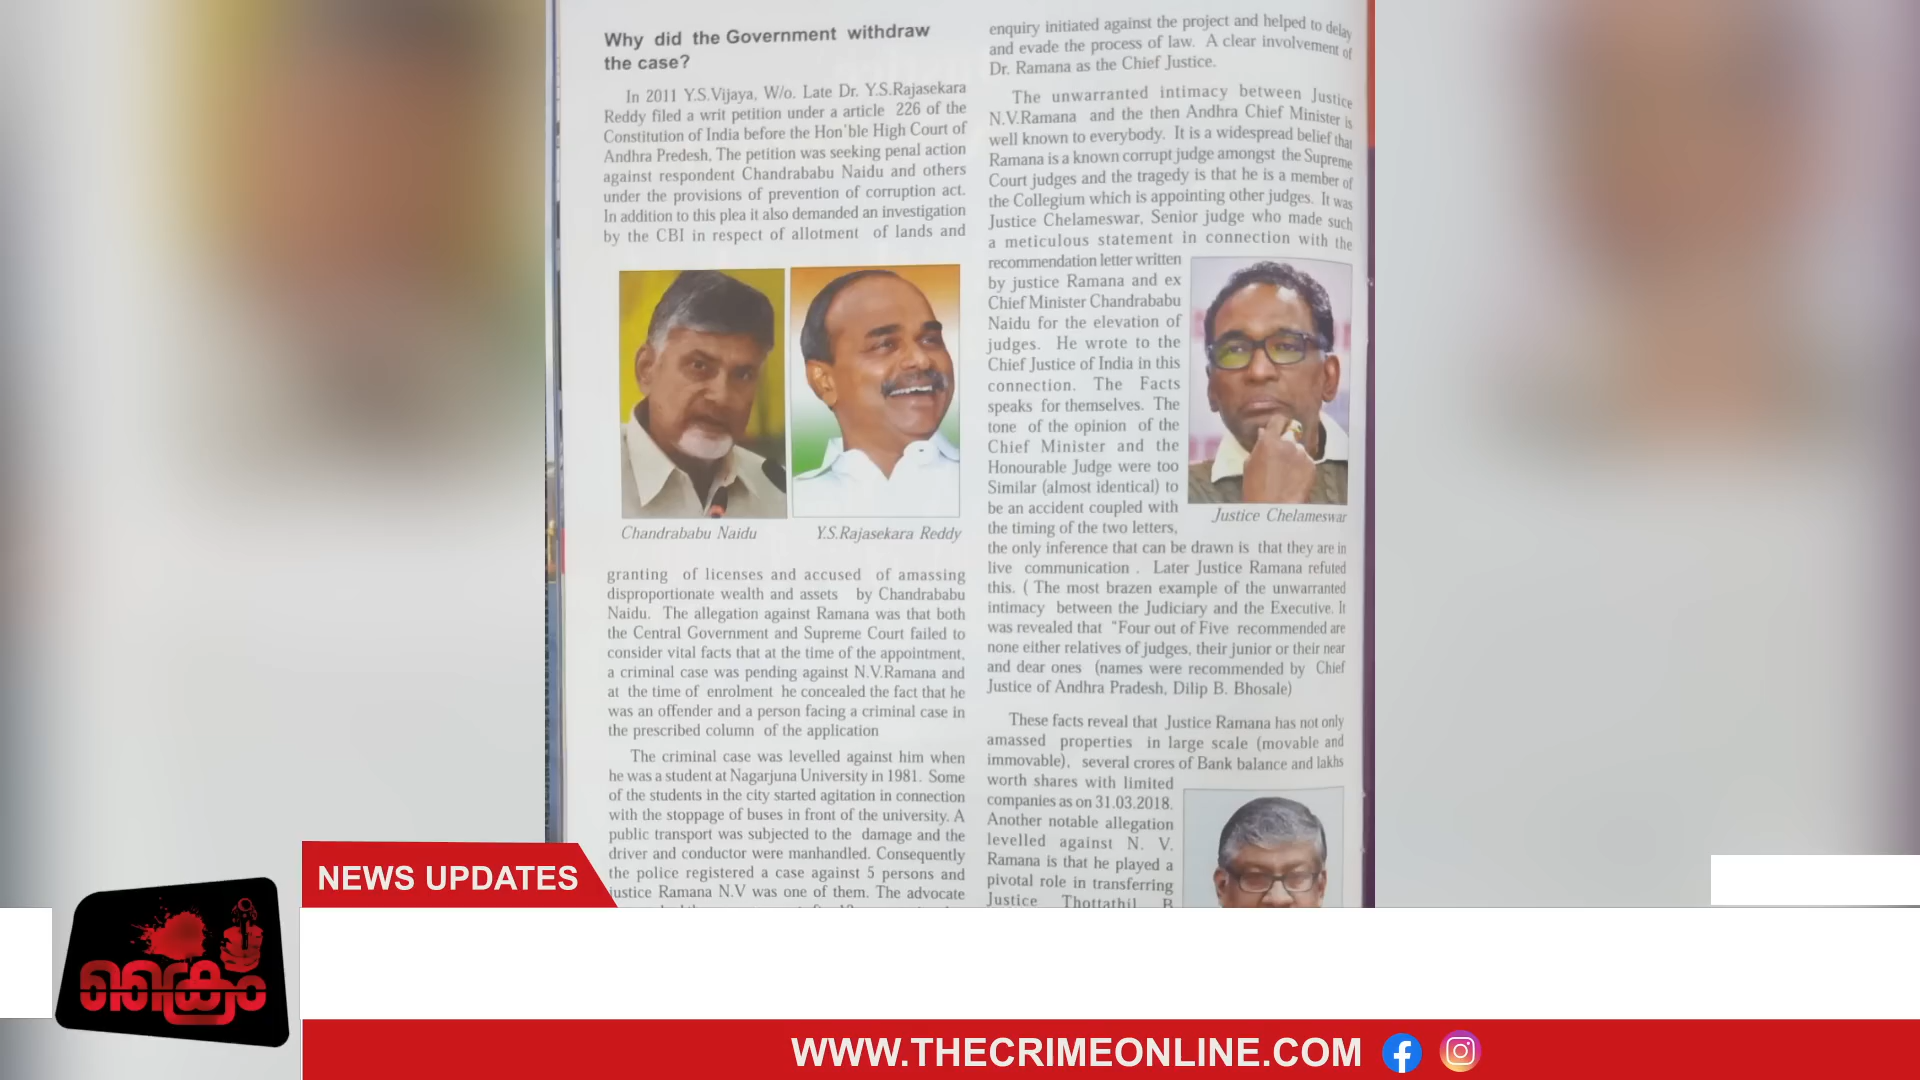 Why did the Government withdraw
the case?
In 2011 Y.S.Vijaya, W/o. Late Dr. Y.S.Rajasekara
Reddy filed a writ petition under a article 226 of the
Constitution of India before the Hon'ble High Court of
Andhra Predesh, The petition was seeking penal action
against respondent Chandrababu Naidu and others
under the provisions of prevention of corruption act.
In addition to this plea it also demanded an investigation
by the CBI in respect of allotment of lands and
Chandrababu Naidu
Y.S.Rajasekara Reddy
granting of licenses and accused of amassing
disproportionate wealth and assets by Chandrababu
Naidu. The allegation against Ramana was that both
the Central Government and Supreme Court failed to
consider vital facts that at the time of the appointment,
a criminal case was pending against N.V.Ramana and
at the time of enrolment he concealed the fact that he
was an offender and a person facing a criminal case in
the prescribed column of the application
The criminal case was levelled against him when
he was a student at Nagarjuna University in 1981. Some
of the students in the city started agitation in connection
with the stoppage of buses in front of the university. A
public transport was subjected to the damage and the
driver and conductor were manhandled. Consequently
the police registered a case against 5 persons and
justice Ramana N.V was one of them. The advocate
enquiry initiated against the project and helped to delay
and evade the process of law. A clear involvement of
Dr. Ramana as the Chief Justice.
The unwarranted intimacy between Justice
N.V.Ramana and the then Andhra Chief Minister is
well known to everybody. It is a widespread belief that
Ramana is a known corrupt judge amongst the Supreme
Court judges and the tragedy is that he is a member of
the Collegium which is appointing other judges. It was
Justice Chelameswar, Senior judge who made such
a meticulous statement in connection with the
recommendation letter written
by justice Ramana and ex
Chief Minister Chandrababu
Naidu for the elevation of
judges. He wrote to the
Chief Justice of India in this
connection. The Facts
speaks for themselves. The
tone of the opinion of the
Chief Minister and the
Honourable Judge were too
Similar (almost identical) to
be an accident coupled with
the timing of the two letters,
Justice Chelameswar
the only inference that can be drawn is that they are in
live communication . Later Justice Ramana refuted
this. ( The most brazen example of the unwarranted
intimacy between the Judiciary and the Executive. It
was revealed that "Four out of Five recommended are
none either relatives of judges, their junior or their near
and dear ones (names were recommended by Chief
Justice of Andhra Pradesh, Dilip B. Bhosale)
These facts reveal that Justice Ramana has not only
amassed properties in large scale (movable and
immovable), several crores of Bank balance and lakhs
worth shares with limited
companies as on 31.03.2018.
Another notable allegation
levelled against N. V.
Ramana is that he played a
pivotal role in transferring
Justice Thottathil B
NEWS UPDATES
ക്രൈം
WWW.THECRIMEONLINE.COM